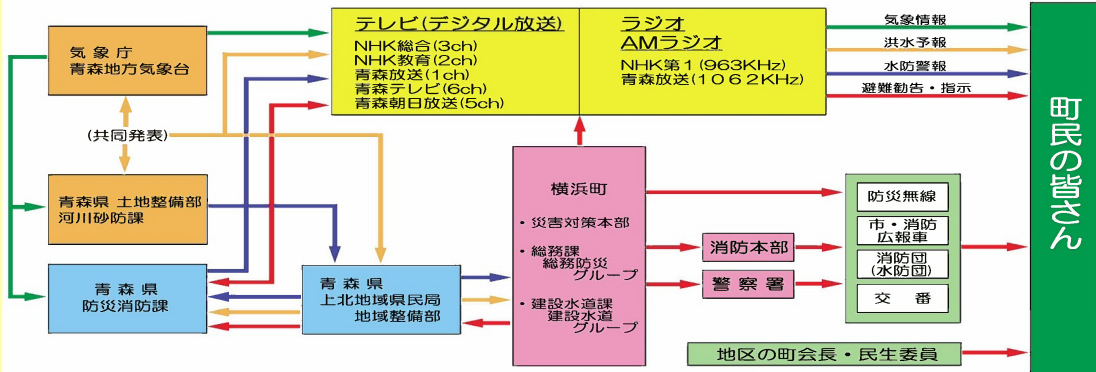 気象庁
青森地方気象台
(共同発表)
青森県 土地整備部
河川砂防課
青森県
防災消防課
青森県
上北地域県民局
地域整備部
テレビ(デジタル放送)
NHK総合(3ch)
NHK教育(2ch)
青森放送(1ch)
青森テレビ(6ch)
青森朝日放送(5ch)
ラジオ
AMラジオ
NHK第1(963KHz)
青森放送(1062KHz)
横浜町
・災害対策本部
・総務課
総務防災
グループ
・建設水道課
建設水道
グループ
消防本部
警察署
防災無線
市・消防
広報車
消防団
(水防団)
交番
地区の町会長・民生委員
気象情報
洪水予報
水防警報
避難勧告・指示
町民の皆さん